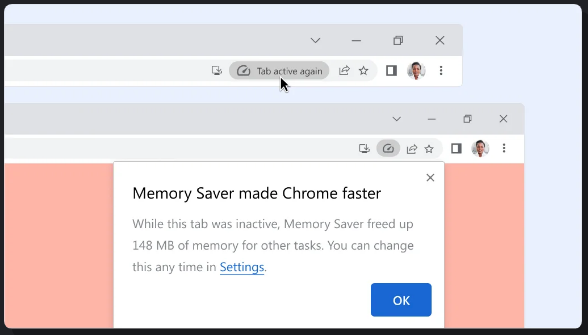 Tab active again
Memory Saver made Chrome faster
While this tab was inactive, Memory Saver freed up
148 MB of memory for other tasks. You can change
this any time in Settings.
OK